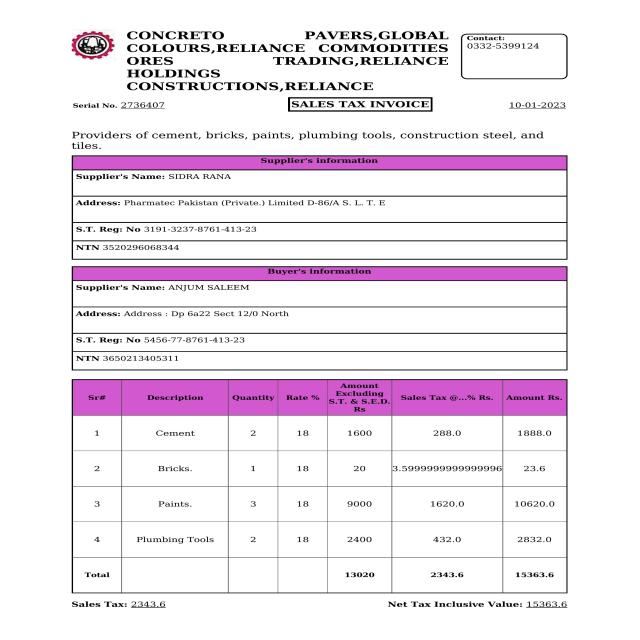 CONCRETO PAVERS,GLOBAL
COLOURS,RELIANCE COMMODITIES
ORES TRADING,RELIANCE
HOLDINGS
CONSTRUCTIONS,RELIANCE
Contact:
0332-5399124
Serial No. 2736407
SALES TAX INVOICE
10-01-2023
Providers of cement, bricks, paints, plumbing tools, construction steel, and
tiles.
Supplier's information
Supplier's Name: SIDRA RANA
Address: Pharmatec Pakistan (Private.) Limited D-86/A S. L. T. E
S.T. Reg: No 3191-3237-8761-413-23
NTN 3520296068344
Buyer's information
Supplier's Name: ANJUM SALEEM
Address: Address : Dp 6a22 Sect 12/0 North
S.T. Reg: No 5456-77-8761-413-23
NTN 3650213405311
Sr# Description Quantity Rate % Amount Excluding S.T. & S.E.D. Rs Sales Tax @...% Rs. Amount Rs.
1 Cement 2 18 1600 288.0 1888.0
2 Bricks. 1 18 20 3.5999999999999996 23.6
3 Paints. 3 18 9000 1620.0 10620.0
4 Plumbing Tools 2 18 2400 432.0 2832.0
Total 13020 2343.6 15363.6
Sales Tax: 2343.6
Net Tax Inclusive Value: 15363.6